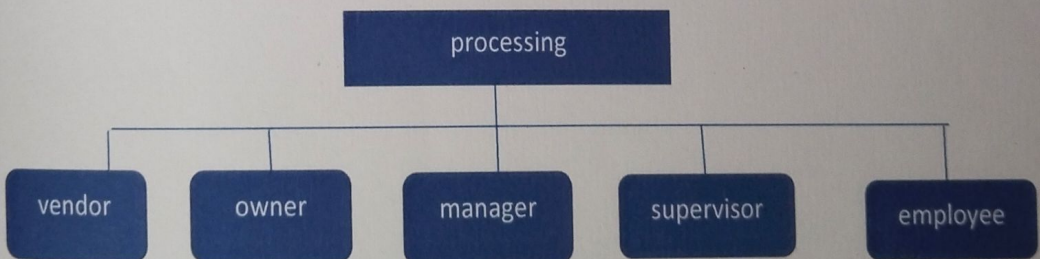 processing
vendor
owner
manager
supervisor
employee